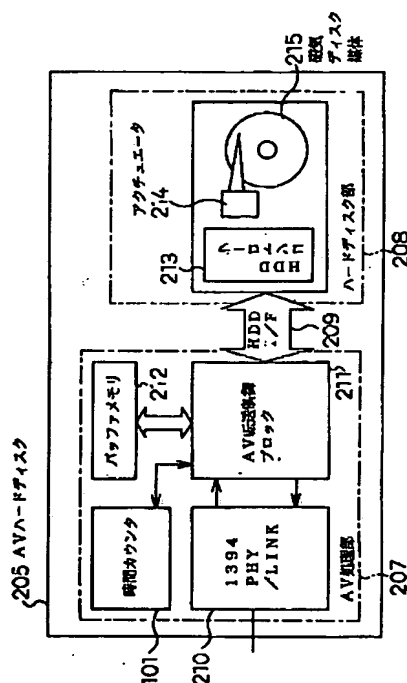 205 AVハードディスク
101
時間カウンタ
バッファメモリ
212
210
1394
PHY
/LINK
AV転送制御
ブロック
211
AV処理部
207
HDD
I/F
209
アクチュエータ
214
215
磁気
ディスク
媒体
213
HDD
コントローラ
ハードディスク部
208